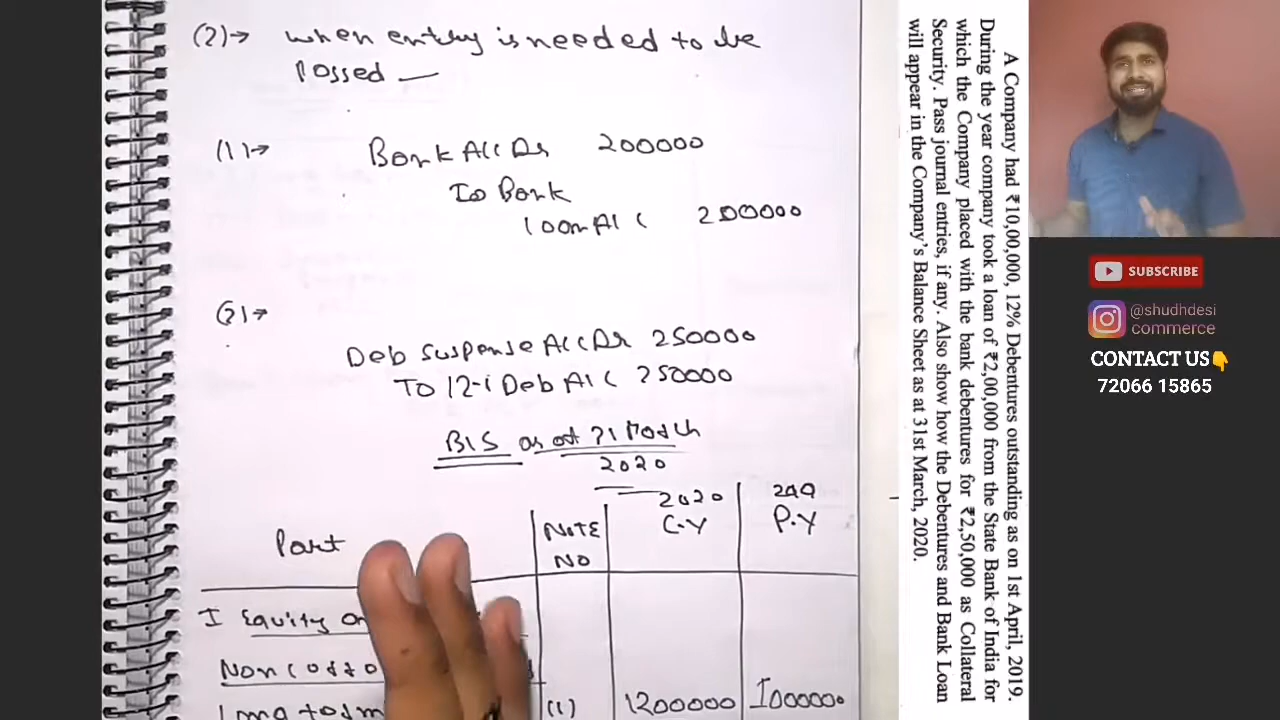 (2)→ when entry is needed to be
passed —
(1)→ Bank A/C Dr 200000
To Bank
loan A/C 200000
(2)→
Deb suspense A/C Dr 250000
To 12% Deb A/C 250000
B/S as at 31 March
2020
Part
NOTE
NO
2020
C.Y
P.Y
I Equity
Non
(1) 1200000 1000000
A Company had ₹10,00,000, 12% Debentures outstanding as on 1st April, 2019.
During the year company took a loan of ₹2,00,000 from the State Bank of India for
which the Company placed with the bank debentures for ₹2,50,000 as Collateral
Security. Pass journal entries, if any. Also show how the Debentures and Bank Loan
will appear in the Company's Balance Sheet as at 31st March, 2020.
SUBSCRIBE
@shudhdesi
commerce
CONTACT US👇
72066 15865